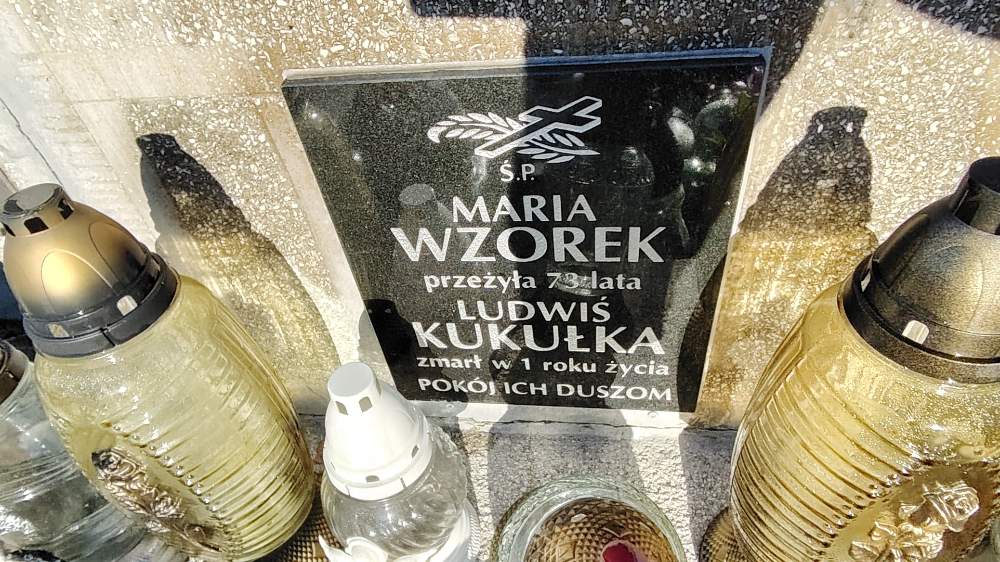 Ś.P.
MARIA
WZOREK
przeżyła 73 lata
LUDWIŚ
KUKUŁKA
zmarł w 1 roku życia
POKÓJ ICH DUSZOM